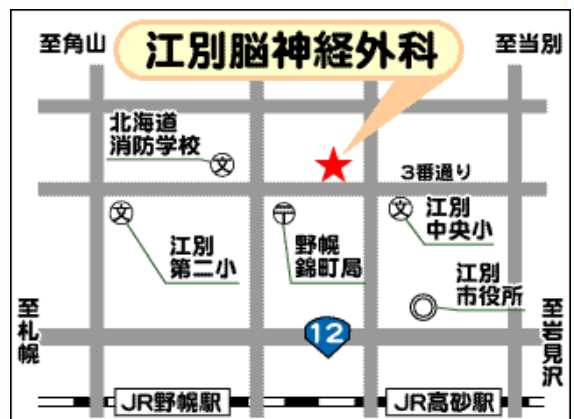 至角山
江別脳神経外科
至当別
北海道
消防学校
文
3番通り
文
江別
第二小
〒
野幌
錦町局
文
江別
中央小
江別
市役所
至札幌
12
至岩見沢
JR野幌駅
JR高砂駅